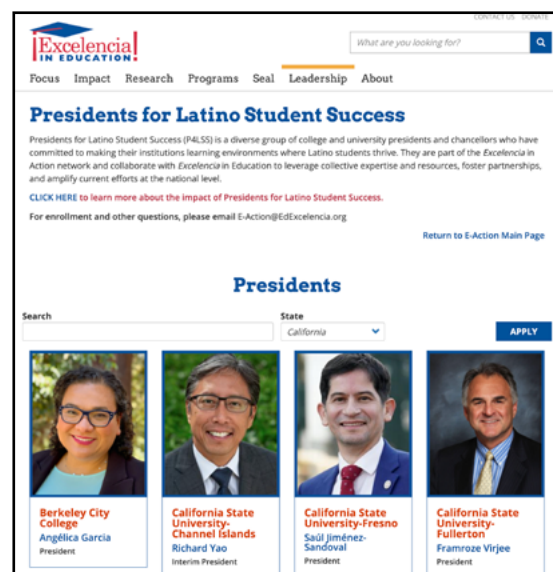 CONTACT US DONATE
¡Excelencia!
IN EDUCATION
What are you looking for?
Focus Impact Research Programs Seal Leadership About
Presidents for Latino Student Success
Presidents for Latino Student Success (P4LSS) is a diverse group of college and university presidents and chancellors who have
committed to making their institutions learning environments where Latino students thrive. They are part of the Excelencia in
Action network and collaborate with Excelencia in Education to leverage collective expertise and resources, foster partnerships,
and amplify current efforts at the national level.
CLICK HERE to learn more about the impact of Presidents for Latino Student Success.
For enrollment and other questions, please email E-Action@EdExcelencia.org
Return to E-Action Main Page
Presidents
Search State
California APPLY
Berkeley City
College
Angélica Garcia
President
California State
University-
Channel Islands
Richard Yao
Interim President
California State
University-Fresno
Saúl Jiménez-
Sandoval
President
California State
University-
Fullerton
Framroze Virjee
President